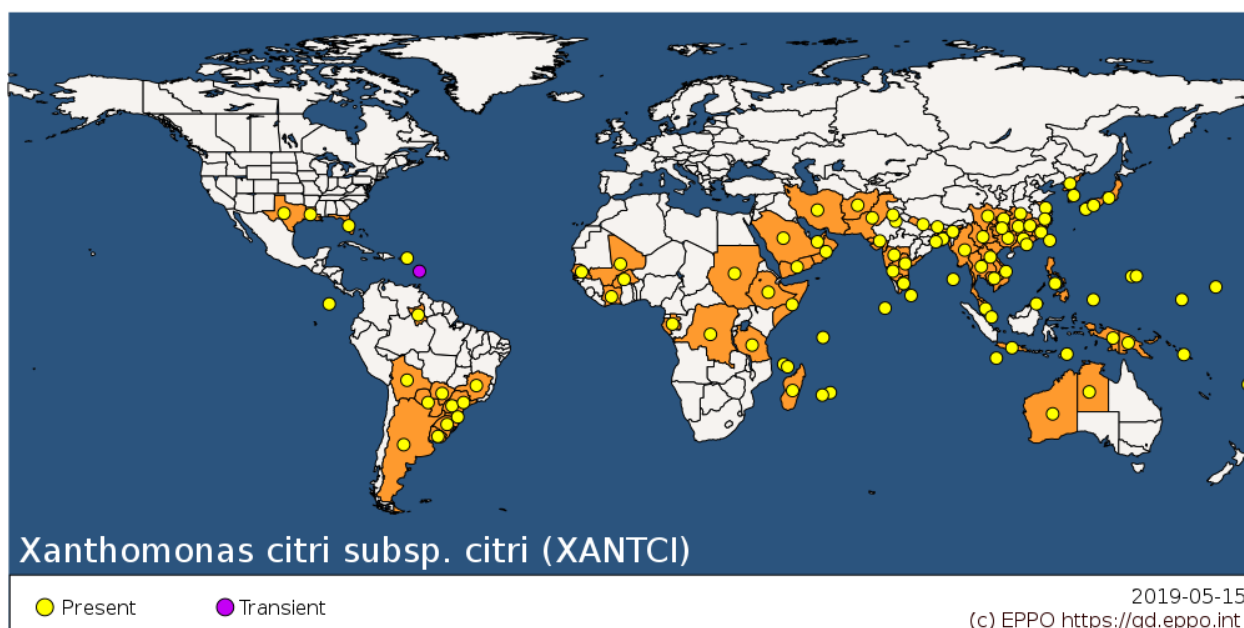 Xanthomonas citri subsp. citri (XANTCI)
Present
Transient
2019-05-15
(c) EPPO https://gd.eppo.int